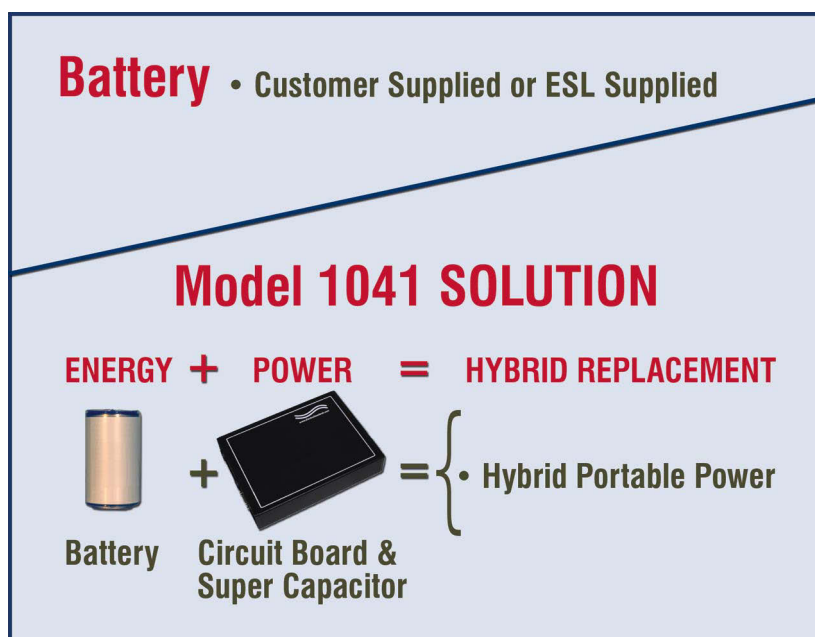 Battery • Customer Supplied or ESL Supplied
Model 1041 SOLUTION
ENERGY + POWER = HYBRID REPLACEMENT
+ = { • Hybrid Portable Power
Battery Circuit Board &
Super Capacitor